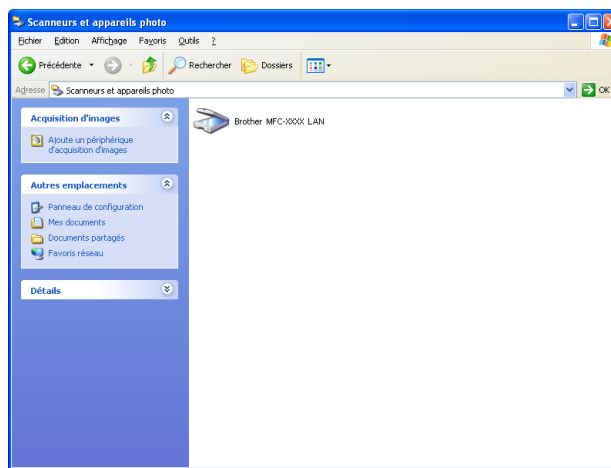 Scanneurs et appareils photo
Fichier Edition Affichage Favoris Outils ?
Précédente Rechercher Dossiers
Adresse Scanneurs et appareils photo OK
Acquisition d'images
Ajoute un périphérique
d'acquisition d'images
Brother MFC-XXXX LAN
Autres emplacements
Panneau de configuration
Mes documents
Documents partagés
Favoris réseau
Détails